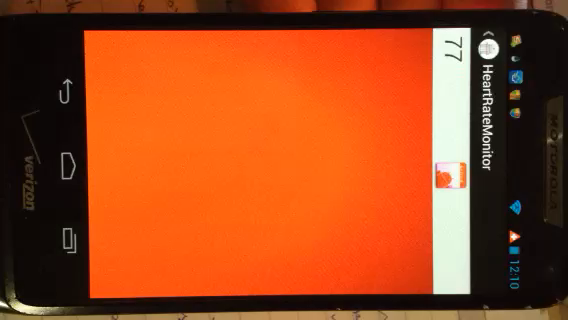 MOTOROLA
12:10
HeartRateMonitor
77
verizon